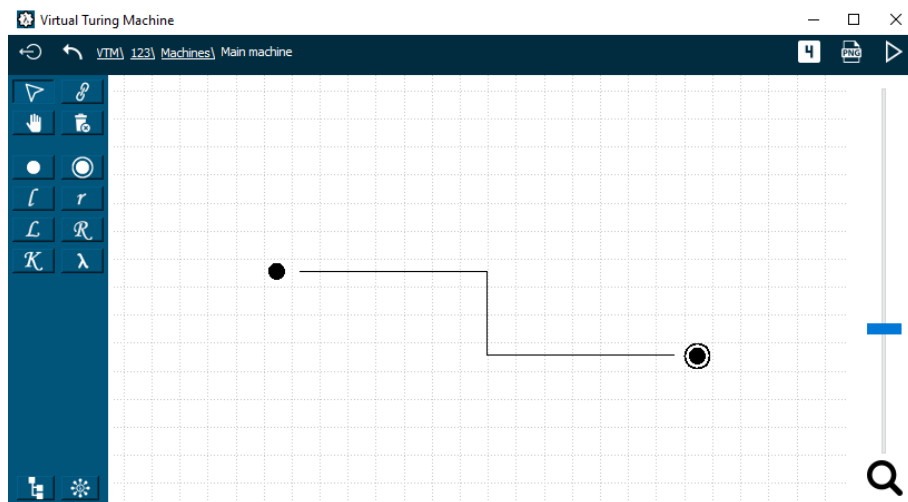 Virtual Turing Machine
VTM\ 123\ Machines\ Main machine
4
PNG
l r
L R
K λ